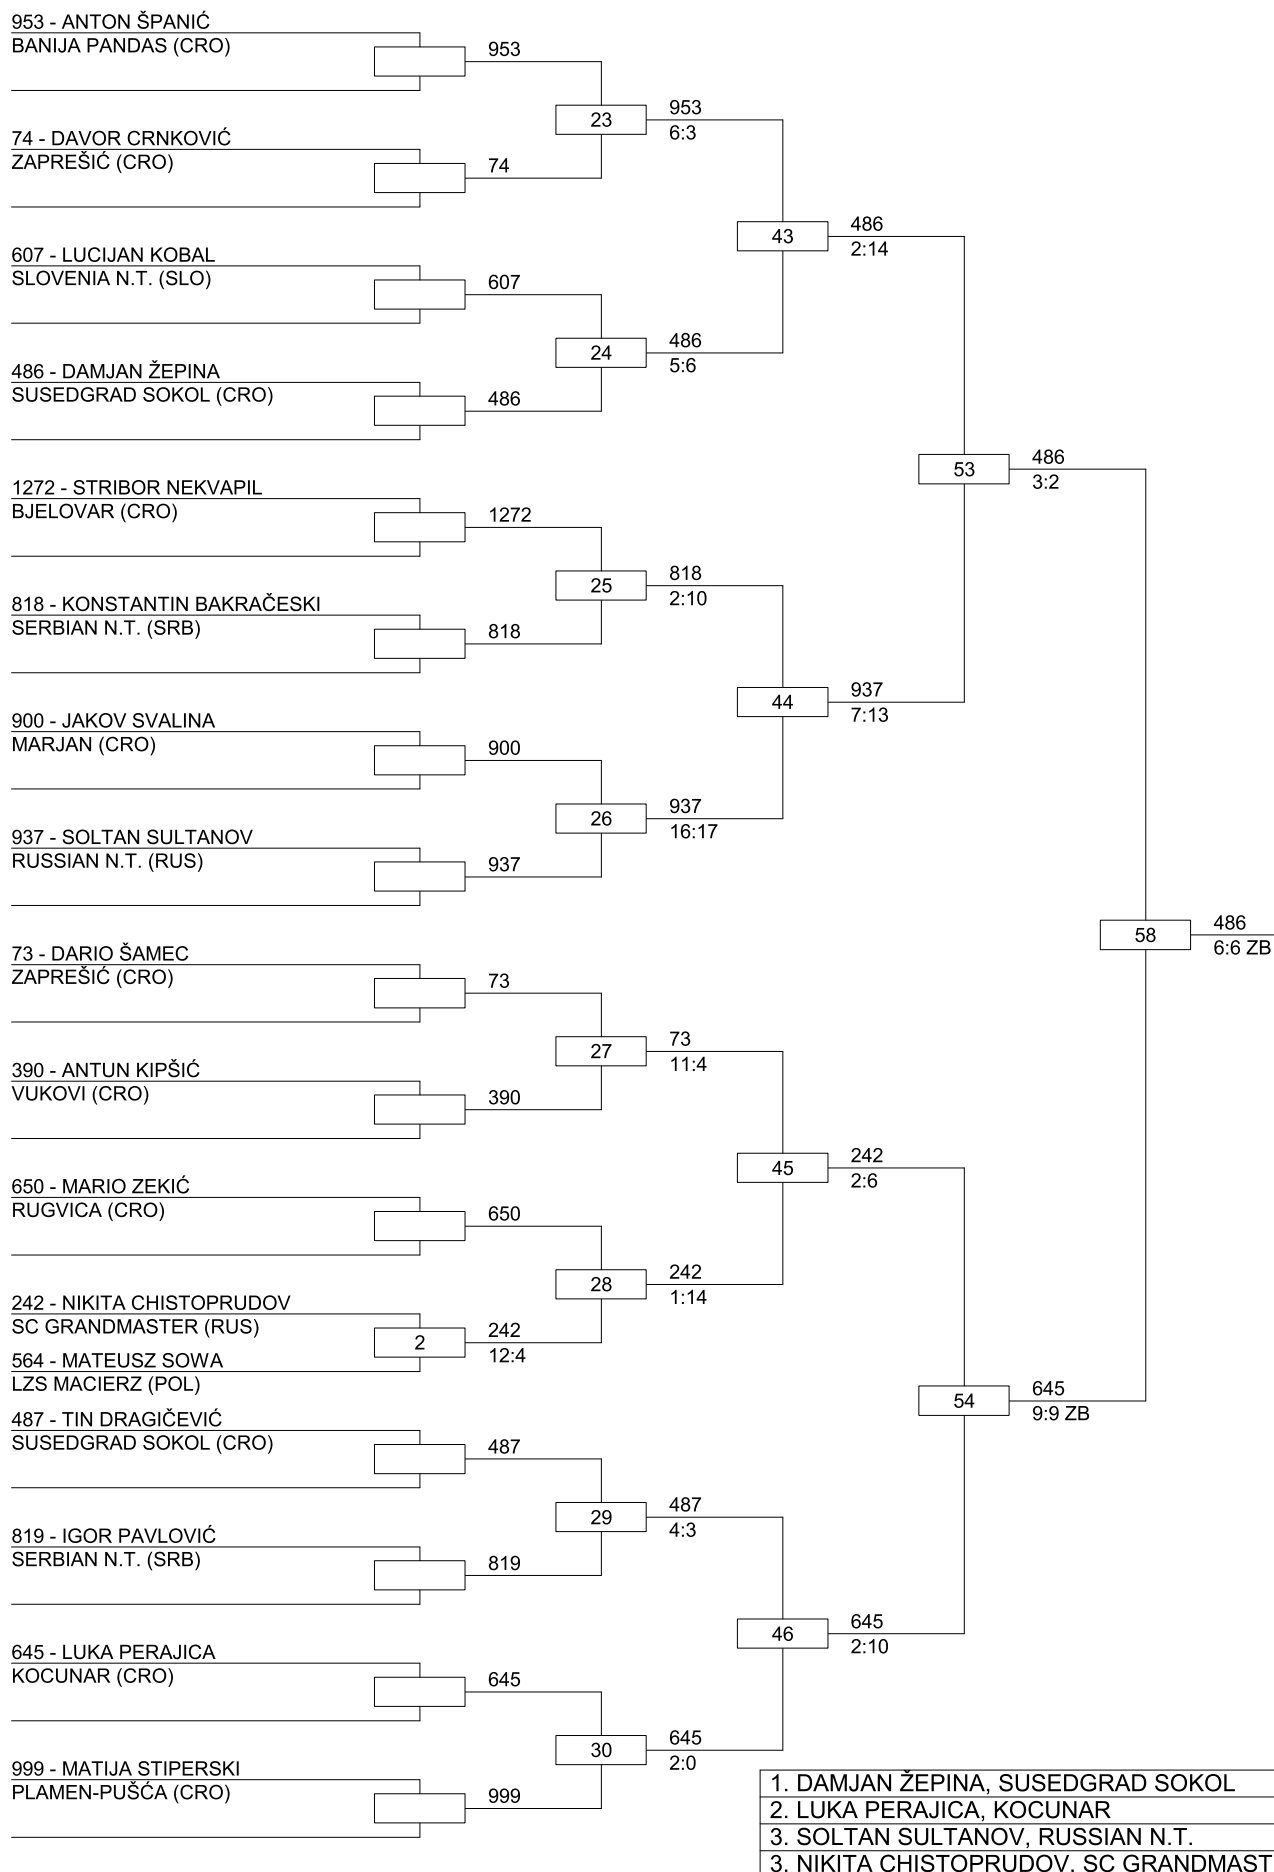 953 - ANTON ŠPANIĆ
BANIJA PANDAS (CRO)
953
23
953
6:3
74 - DAVOR CRNKOVIĆ
ZAPREŠIĆ (CRO)
74
43
486
2:14
607 - LUCIJAN KOBAL
SLOVENIA N.T. (SLO)
607
24
486
5:6
486 - DAMJAN ŽEPINA
SUSEDGRAD SOKOL (CRO)
486
53
486
3:2
1272 - STRIBOR NEKVAPIL
BJELOVAR (CRO)
1272
25
818
2:10
818 - KONSTANTIN BAKRAČESKI
SERBIAN N.T. (SRB)
818
44
937
7:13
900 - JAKOV SVALINA
MARJAN (CRO)
900
26
937
16:17
937 - SOLTAN SULTANOV
RUSSIAN N.T. (RUS)
937
58
486
6:6 ZB
73 - DARIO ŠAMEC
ZAPREŠIĆ (CRO)
73
27
73
11:4
390 - ANTUN KIPŠIĆ
VUKOVI (CRO)
390
45
242
2:6
650 - MARIO ZEKIĆ
RUGVICA (CRO)
650
28
242
1:14
242 - NIKITA CHISTOPRUDOV
SC GRANDMASTER (RUS)
2
242
12:4
564 - MATEUSZ SOWA
LZS MACIERZ (POL)
54
645
9:9 ZB
487 - TIN DRAGIČEVIĆ
SUSEDGRAD SOKOL (CRO)
487
29
487
4:3
819 - IGOR PAVLOVIĆ
SERBIAN N.T. (SRB)
819
46
645
2:10
645 - LUKA PERAJICA
KOCUNAR (CRO)
645
30
645
2:0
999 - MATIJA STIPERSKI
PLAMEN-PUŠĆA (CRO)
999
1. DAMJAN ŽEPINA, SUSEDGRAD SOKOL
2. LUKA PERAJICA, KOCUNAR
3. SOLTAN SULTANOV, RUSSIAN N.T.
3. NIKITA CHISTOPRUDOV, SC GRANDMAST